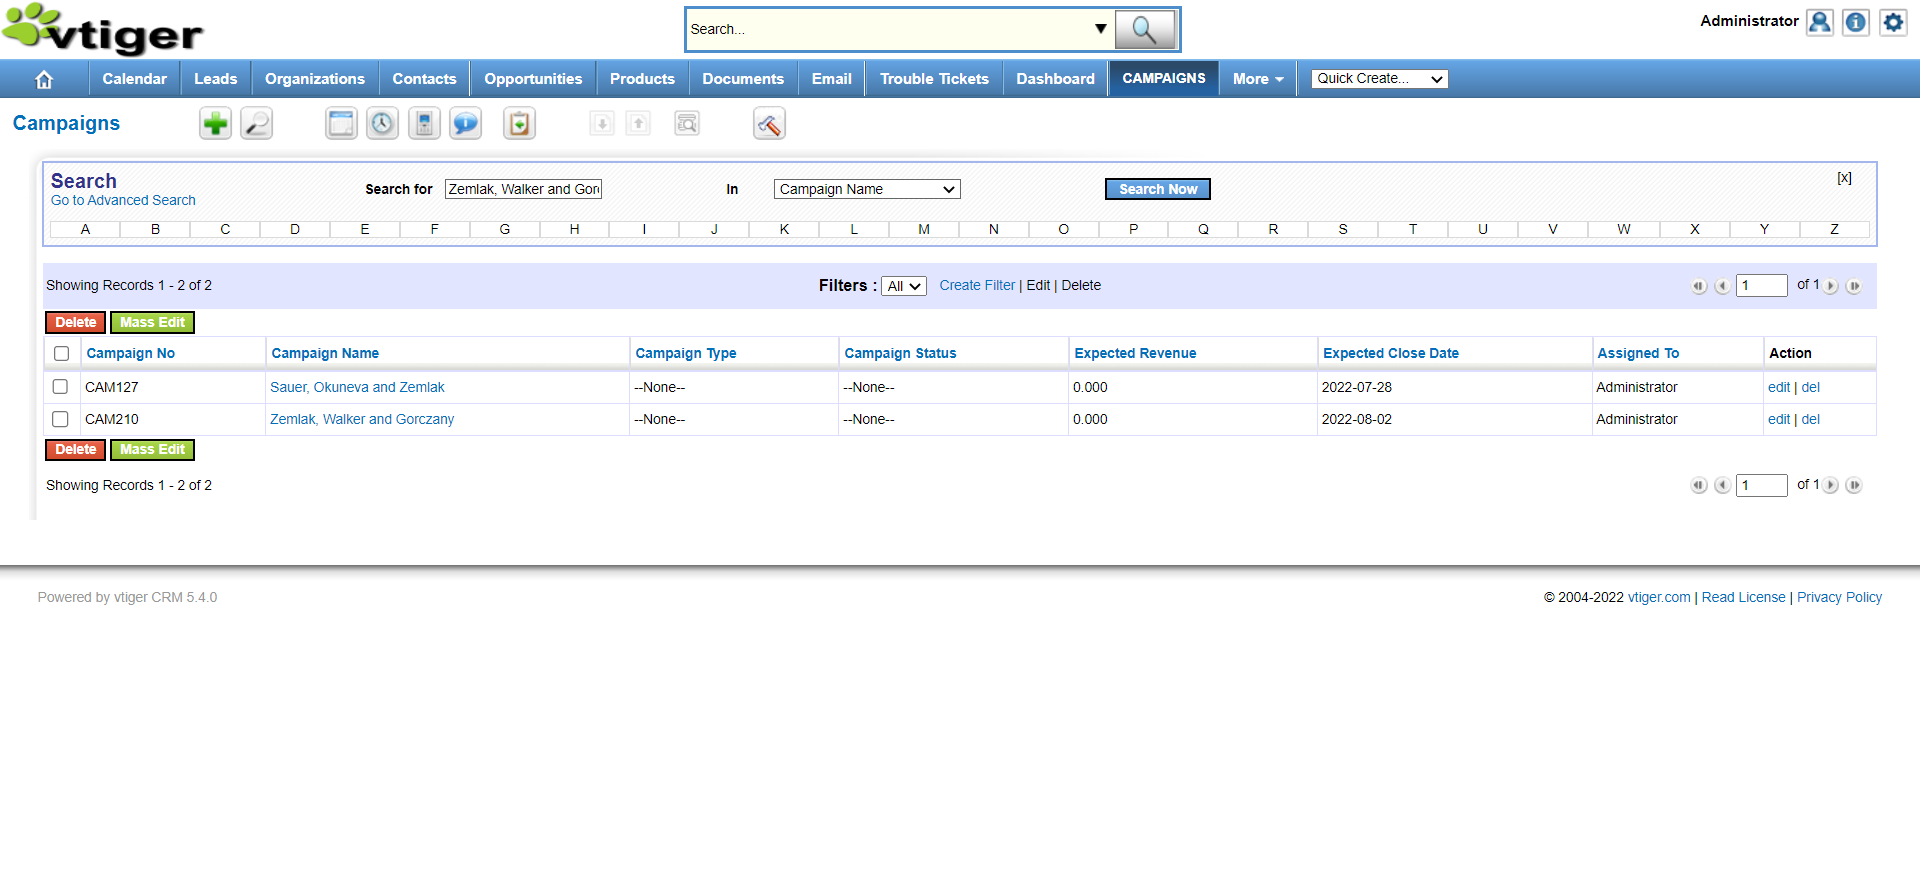 vtiger
Search...
Administrator
Calendar Leads Organizations Contacts Opportunities Products Documents Email Trouble Tickets Dashboard CAMPAIGNS More Quick Create...
Campaigns
Search
Go to Advanced Search
Search for Zemlak, Walker and In Campaign Name Search Now [x]
A B C D E F G H I J K L M N O P Q R S T U V W X Y Z
Showing Records 1 - 2 of 2 Filters : All Create Filter | Edit | Delete 1 of 1
Delete Mass Edit
Campaign No Campaign Name Campaign Type Campaign Status Expected Revenue Expected Close Date Assigned To Action
CAM127 Sauer, Okuneva and Zemlak --None-- --None-- 0.000 2022-07-28 Administrator edit | del
CAM210 Zemlak, Walker and Gorczany --None-- --None-- 0.000 2022-08-02 Administrator edit | del
Delete Mass Edit
Showing Records 1 - 2 of 2 1 of 1
Powered by vtiger CRM 5.4.0 © 2004-2022 vtiger.com | Read License | Privacy Policy